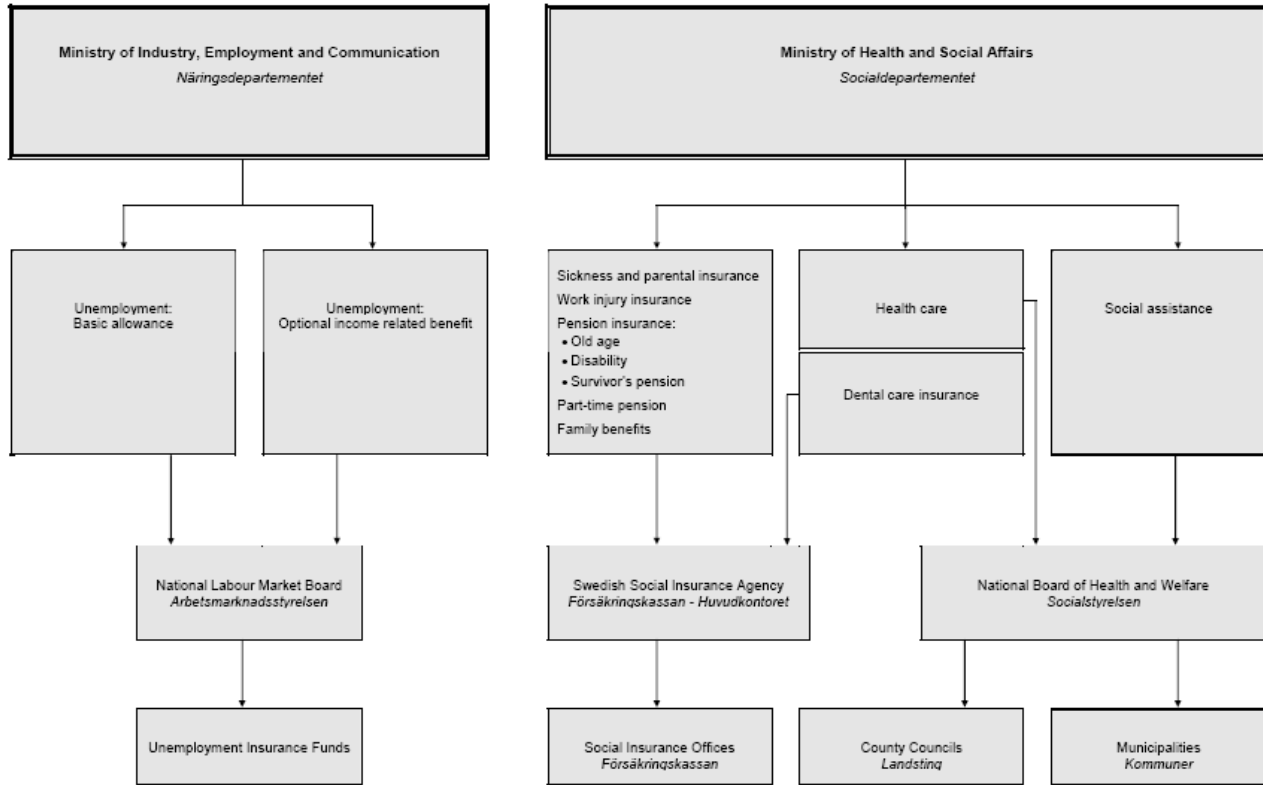 Ministry of Industry, Employment and Communication
Näringsdepartementet
Ministry of Health and Social Affairs
Socialdepartementet
Unemployment:
Basic allowance
Unemployment:
Optional income related benefit
Sickness and parental insurance
Work injury insurance
Pension insurance:
• Old age
• Disability
• Survivor's pension
Part-time pension
Family benefits
Health care
Dental care insurance
Social assistance
National Labour Market Board
Arbetsmarknadsstyrelsen
Swedish Social Insurance Agency
Försäkringskassan - Huvudkontoret
National Board of Health and Welfare
Socialstyrelsen
Unemployment Insurance Funds
Social Insurance Offices
Försäkringskassan
County Councils
Landsting
Municipalities
Kommuner